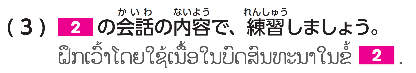 (3) 2 の会話の内容で、練習しましょう。
ຝຶກເວົ້າໂດຍໃຊ້ເນື້ອໃນບົດສົນທະນາໃນຂໍ້ 2 .